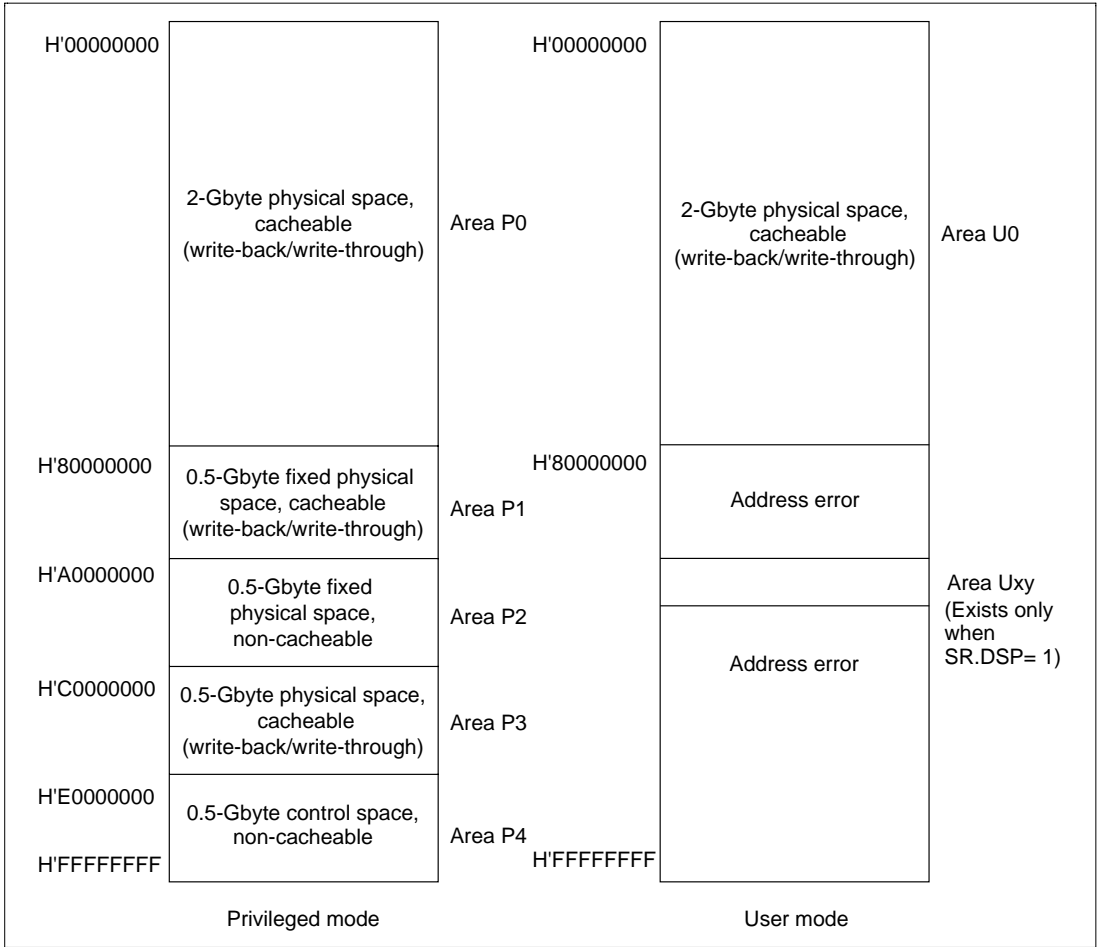 H'00000000
2-Gbyte physical space,
cacheable
(write-back/write-through)
Area P0
H'80000000
0.5-Gbyte fixed physical
space, cacheable
(write-back/write-through)
Area P1
H'A0000000
0.5-Gbyte fixed
physical space,
non-cacheable
Area P2
H'C0000000
0.5-Gbyte physical space,
cacheable
(write-back/write-through)
Area P3
H'E0000000
0.5-Gbyte control space,
non-cacheable
Area P4
H'FFFFFFFF
Privileged mode
H'00000000
2-Gbyte physical space,
cacheable
(write-back/write-through)
Area U0
H'80000000
Address error
Area Uxy
(Exists only
when
SR.DSP= 1)
Address error
H'FFFFFFFF
User mode